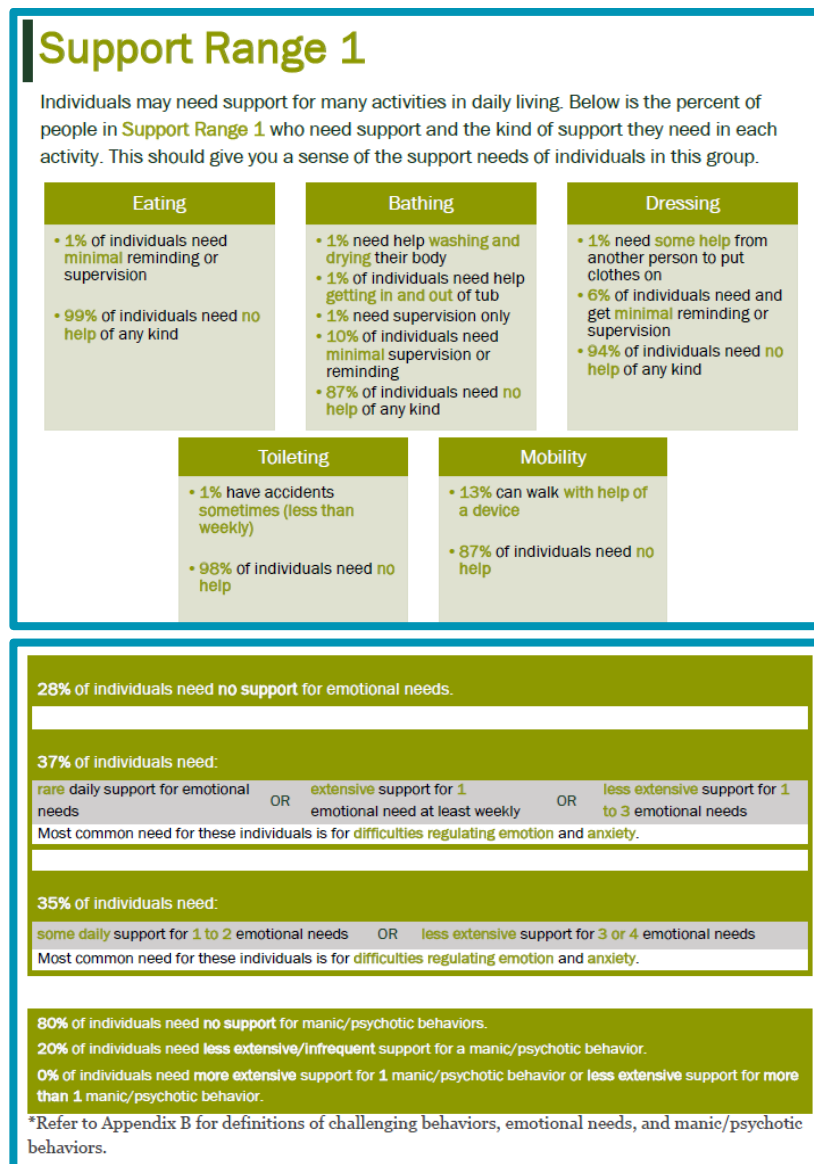 Support Range 1
Individuals may need support for many activities in daily living. Below is the percent of
people in Support Range 1 who need support and the kind of support they need in each
activity. This should give you a sense of the support needs of individuals in this group.
Eating
• 1% of individuals need
minimal reminding or
supervision
• 99% of individuals need no
help of any kind
Bathing
• 1% need help washing and
drying their body
• 1% of individuals need help
getting in and out of tub
• 1% need supervision only
• 10% of individuals need
minimal supervision or
reminding
• 87% of individuals need no
help of any kind
Dressing
• 1% need some help from
another person to put
clothes on
• 6% of individuals need and
get minimal reminding or
supervision
• 94% of individuals need no
help of any kind
Toileting
• 1% have accidents
sometimes (less than
weekly)
• 98% of individuals need no
help
Mobility
• 13% can walk with help of
a device
• 87% of individuals need no
help
28% of individuals need no support for emotional needs.
37% of individuals need:
rare daily support for emotional
needs
OR
extensive support for 1
emotional need at least weekly
OR
less extensive support for 1
to 3 emotional needs
Most common need for these individuals is for difficulties regulating emotion and anxiety.
35% of individuals need:
some daily support for 1 to 2 emotional needs OR less extensive support for 3 or 4 emotional needs
Most common need for these individuals is for difficulties regulating emotion and anxiety.
80% of individuals need no support for manic/psychotic behaviors.
20% of individuals need less extensive/infrequent support for a manic/psychotic behavior.
0% of individuals need more extensive support for 1 manic/psychotic behavior or less extensive support for more
than 1 manic/psychotic behavior.
*Refer to Appendix B for definitions of challenging behaviors, emotional needs, and manic/psychotic
behaviors.